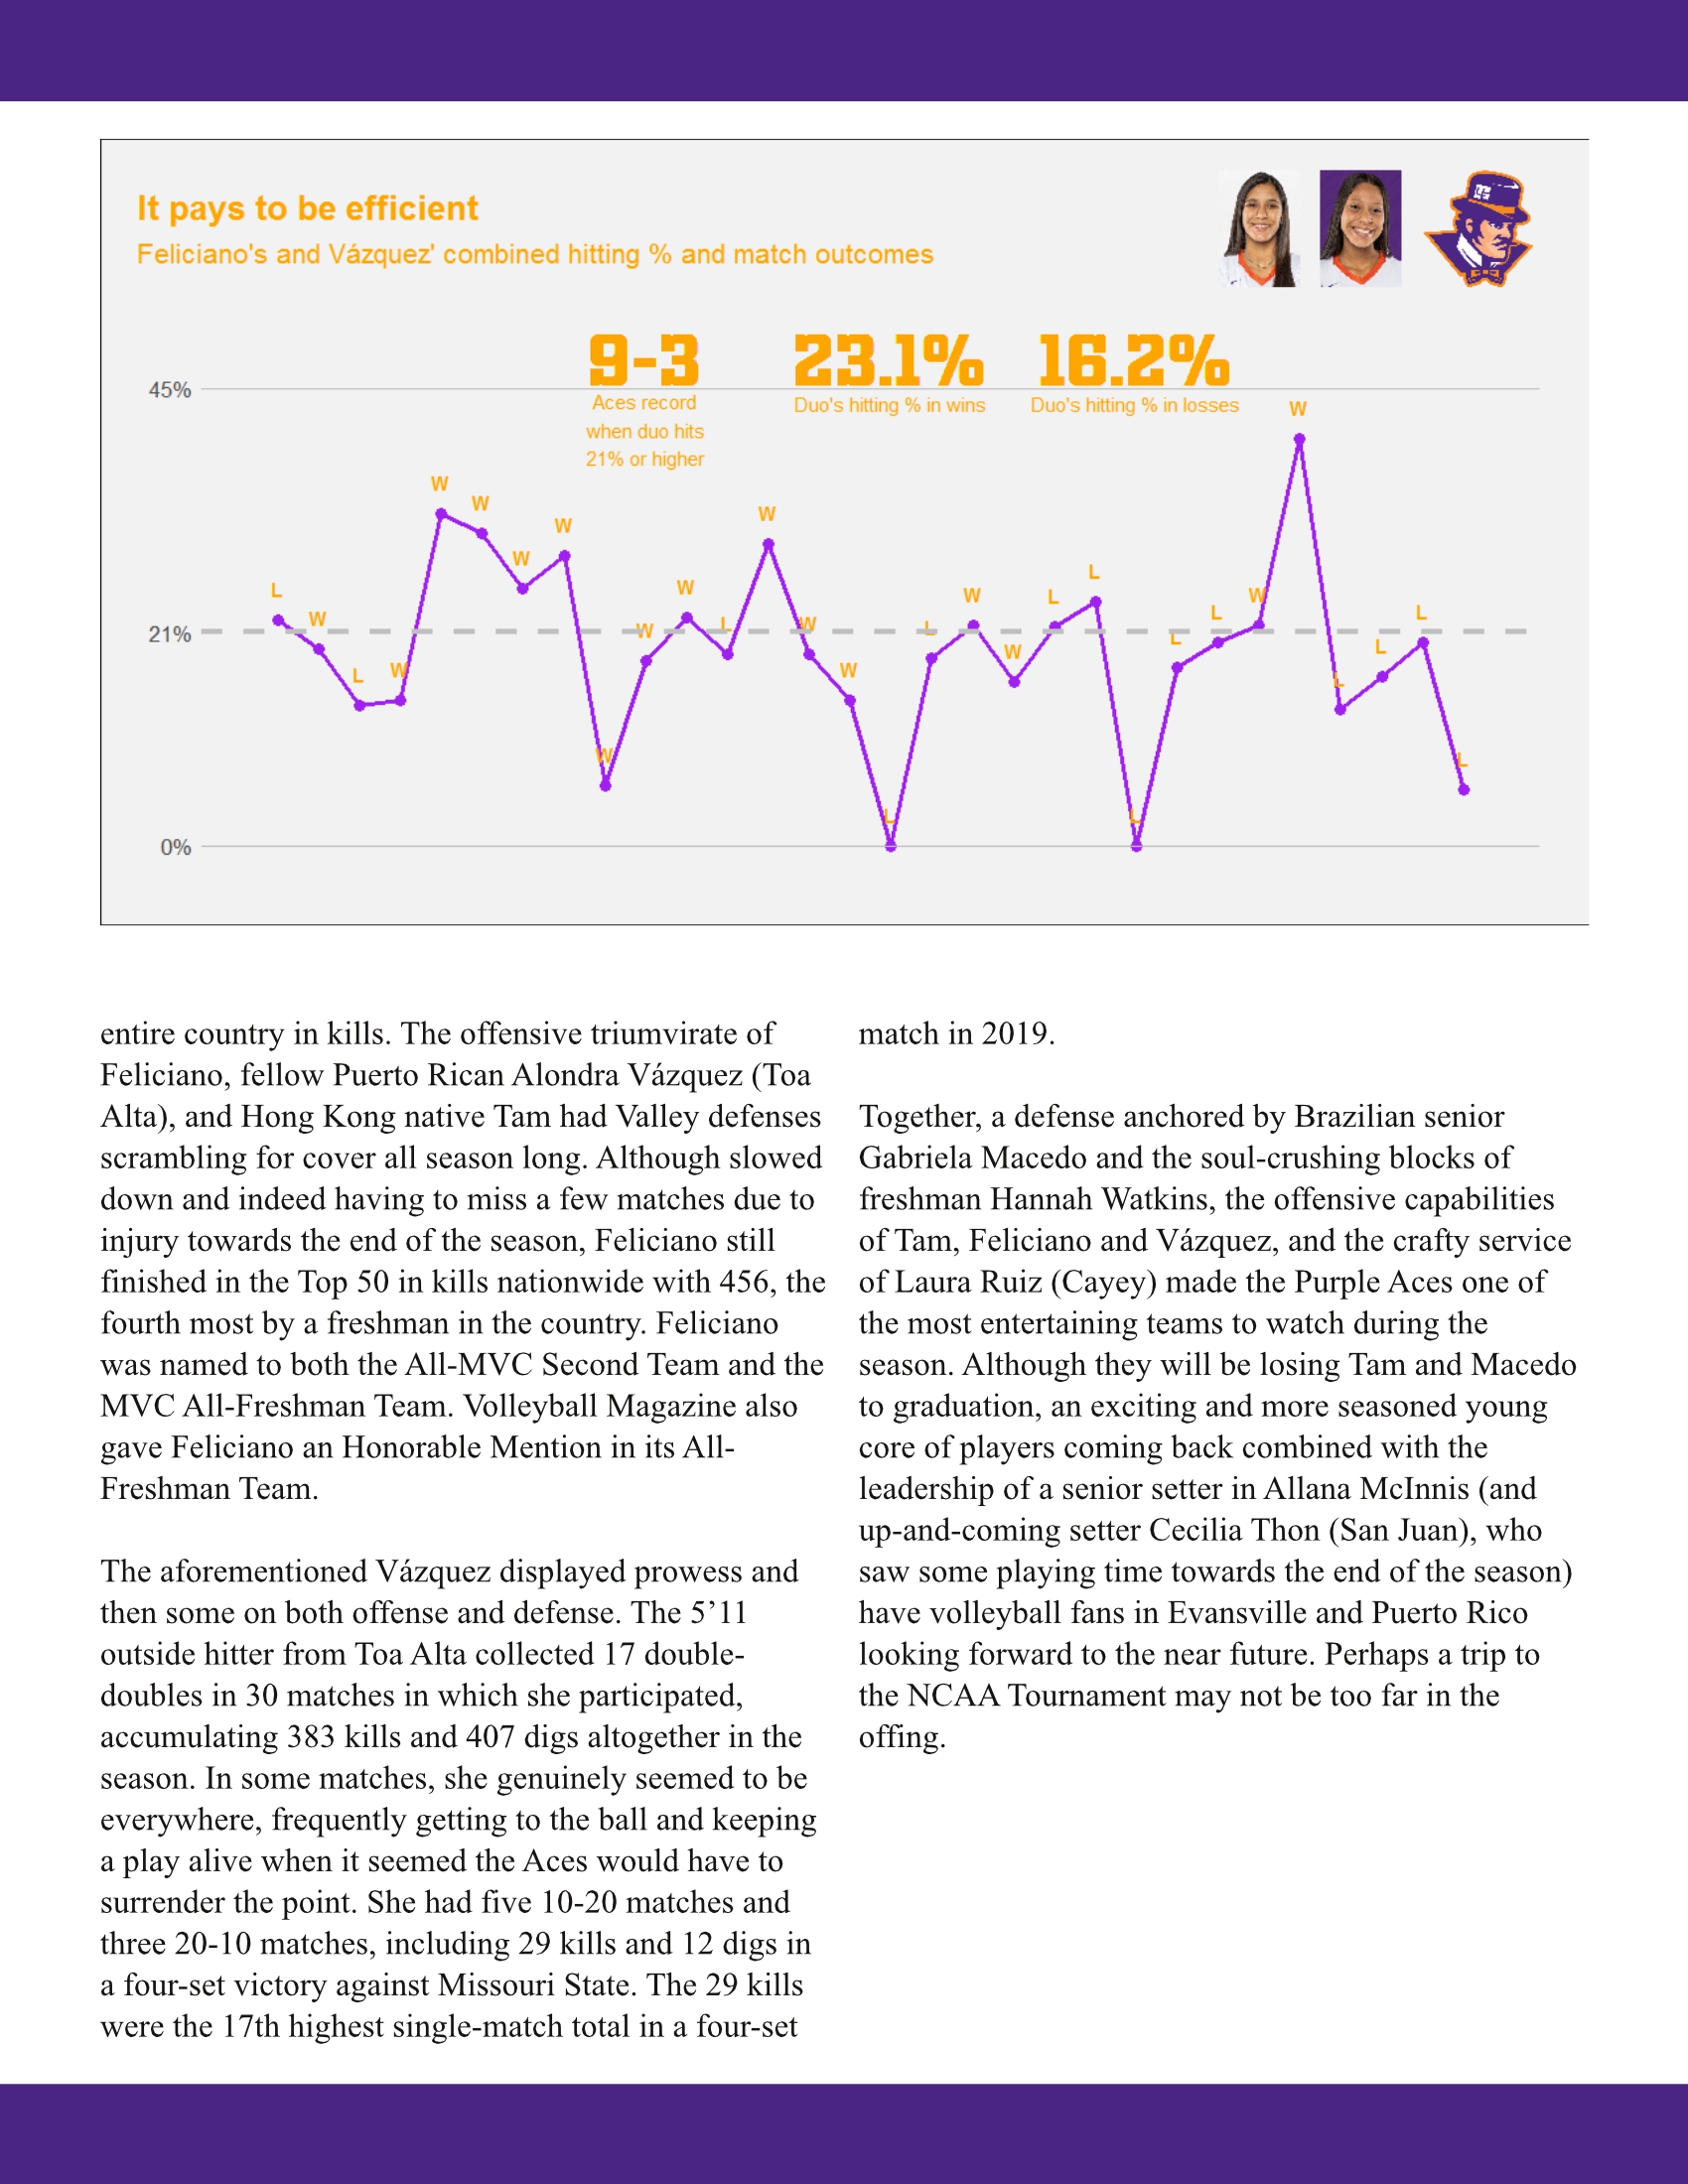 It pays to be efficient
Feliciano's and Vázquez' combined hitting % and match outcomes
9-3
Aces record
when duo hits
21% or higher
23.1%
Duo's hitting % in wins
16.2%
Duo's hitting % in losses
45%
21%
0%
L
W
L
W
W
W
W
W
W
W
W
L
W
W
W
L
L
W
W
L
L
L
L
L
W
W
L
L
L
L
entire country in kills. The offensive triumvirate of
Feliciano, fellow Puerto Rican Alondra Vázquez (Toa
Alta), and Hong Kong native Tam had Valley defenses
scrambling for cover all season long. Although slowed
down and indeed having to miss a few matches due to
injury towards the end of the season, Feliciano still
finished in the Top 50 in kills nationwide with 456, the
fourth most by a freshman in the country. Feliciano
was named to both the All-MVC Second Team and the
MVC All-Freshman Team. Volleyball Magazine also
gave Feliciano an Honorable Mention in its All-
Freshman Team.
The aforementioned Vázquez displayed prowess and
then some on both offense and defense. The 5’11
outside hitter from Toa Alta collected 17 double-
doubles in 30 matches in which she participated,
accumulating 383 kills and 407 digs altogether in the
season. In some matches, she genuinely seemed to be
everywhere, frequently getting to the ball and keeping
a play alive when it seemed the Aces would have to
surrender the point. She had five 10-20 matches and
three 20-10 matches, including 29 kills and 12 digs in
a four-set victory against Missouri State. The 29 kills
were the 17th highest single-match total in a four-set
match in 2019.
Together, a defense anchored by Brazilian senior
Gabriela Macedo and the soul-crushing blocks of
freshman Hannah Watkins, the offensive capabilities
of Tam, Feliciano and Vázquez, and the crafty service
of Laura Ruiz (Cayey) made the Purple Aces one of
the most entertaining teams to watch during the
season. Although they will be losing Tam and Macedo
to graduation, an exciting and more seasoned young
core of players coming back combined with the
leadership of a senior setter in Allana McInnis (and
up-and-coming setter Cecilia Thon (San Juan), who
saw some playing time towards the end of the season)
have volleyball fans in Evansville and Puerto Rico
looking forward to the near future. Perhaps a trip to
the NCAA Tournament may not be too far in the
offing.